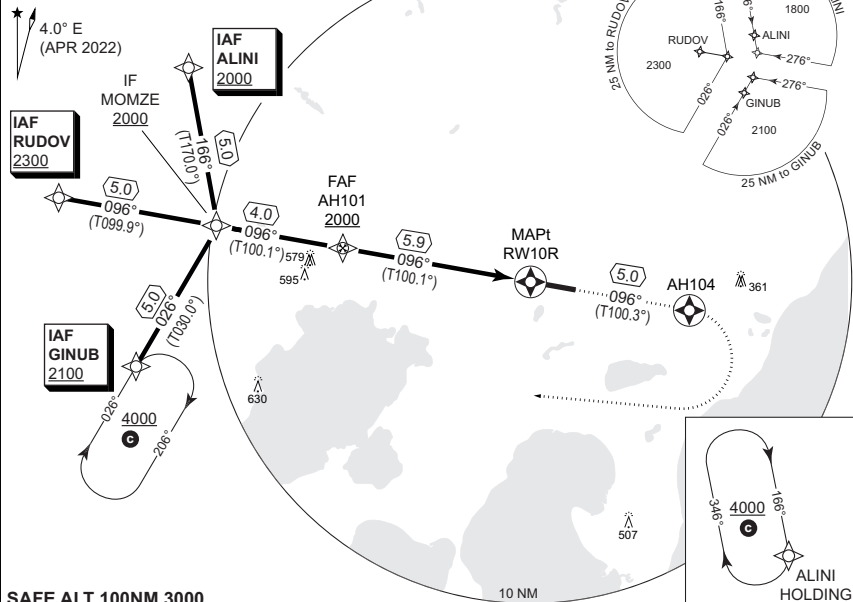 4.0° E
(APR 2022)
IAF
ALINI
2000
IF
MOMZE
2000
IAF
RUDOV
2300
5.0
166°
(T170.0°)
5.0
096°
(T099.9°)
4.0
096°
(T100.1°)
579
595
FAF
AH101
2000
5.9
096°
(T100.1°)
MAPt
RW10R
5.0
096°
(T100.3°)
AH104
361
5.0
026°
(T030.0°)
IAF
GINUB
2100
026°
4000
C
206°
630
507
10 NM
SAFE ALT 100NM 3000
25 NM to RUDOV
166°
1800
RUDOV
ALINI
2300
276°
026°
276°
GINUB
026°
2100
25 NM to GINUB
346°
4000
C
166°
ALINI
HOLDING